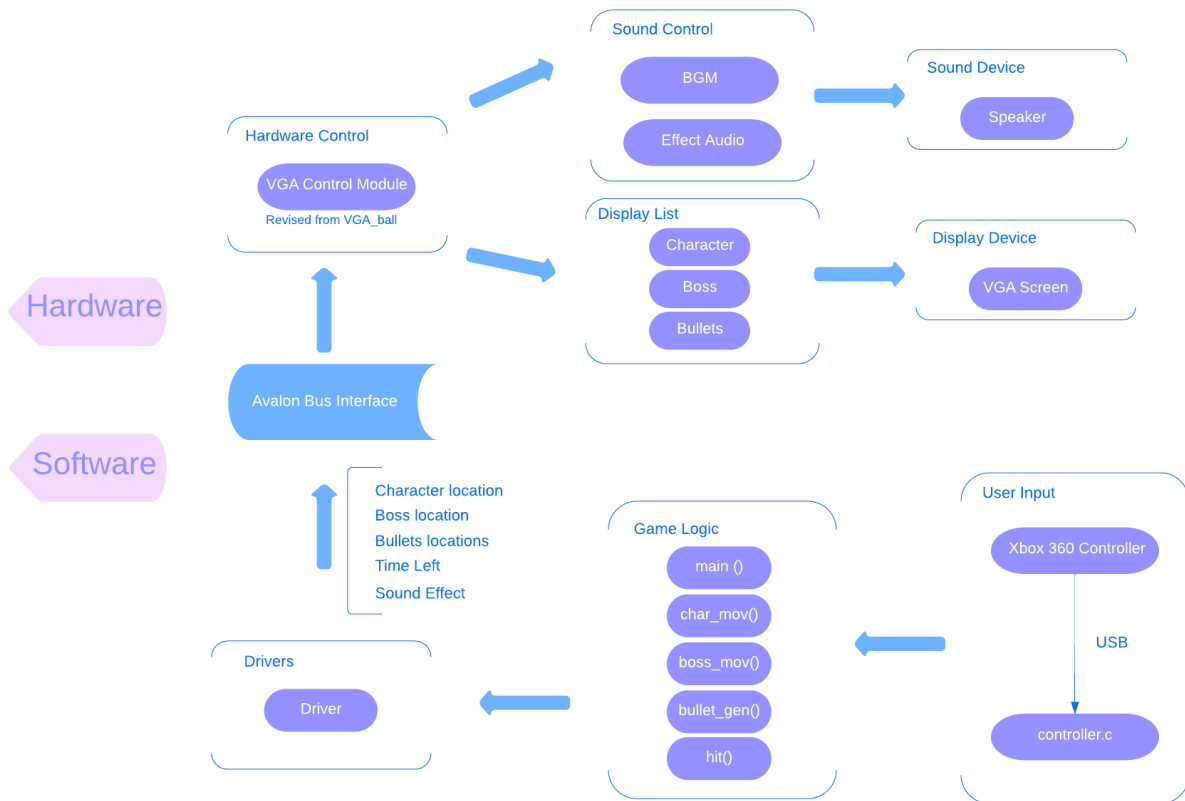 Sound Control
BGM
Effect Audio
Sound Device
Speaker
Hardware Control
VGA Control Module
Revised from VGA_ball
Display List
Character
Boss
Bullets
Display Device
VGA Screen
Hardware
Avalon Bus Interface
Software
Character location
Boss location
Bullets locations
Time Left
Sound Effect
Game Logic
main ()
char_mov()
boss_mov()
bullet_gen()
hit()
User Input
Xbox 360 Controller
USB
controller.c
Drivers
Driver